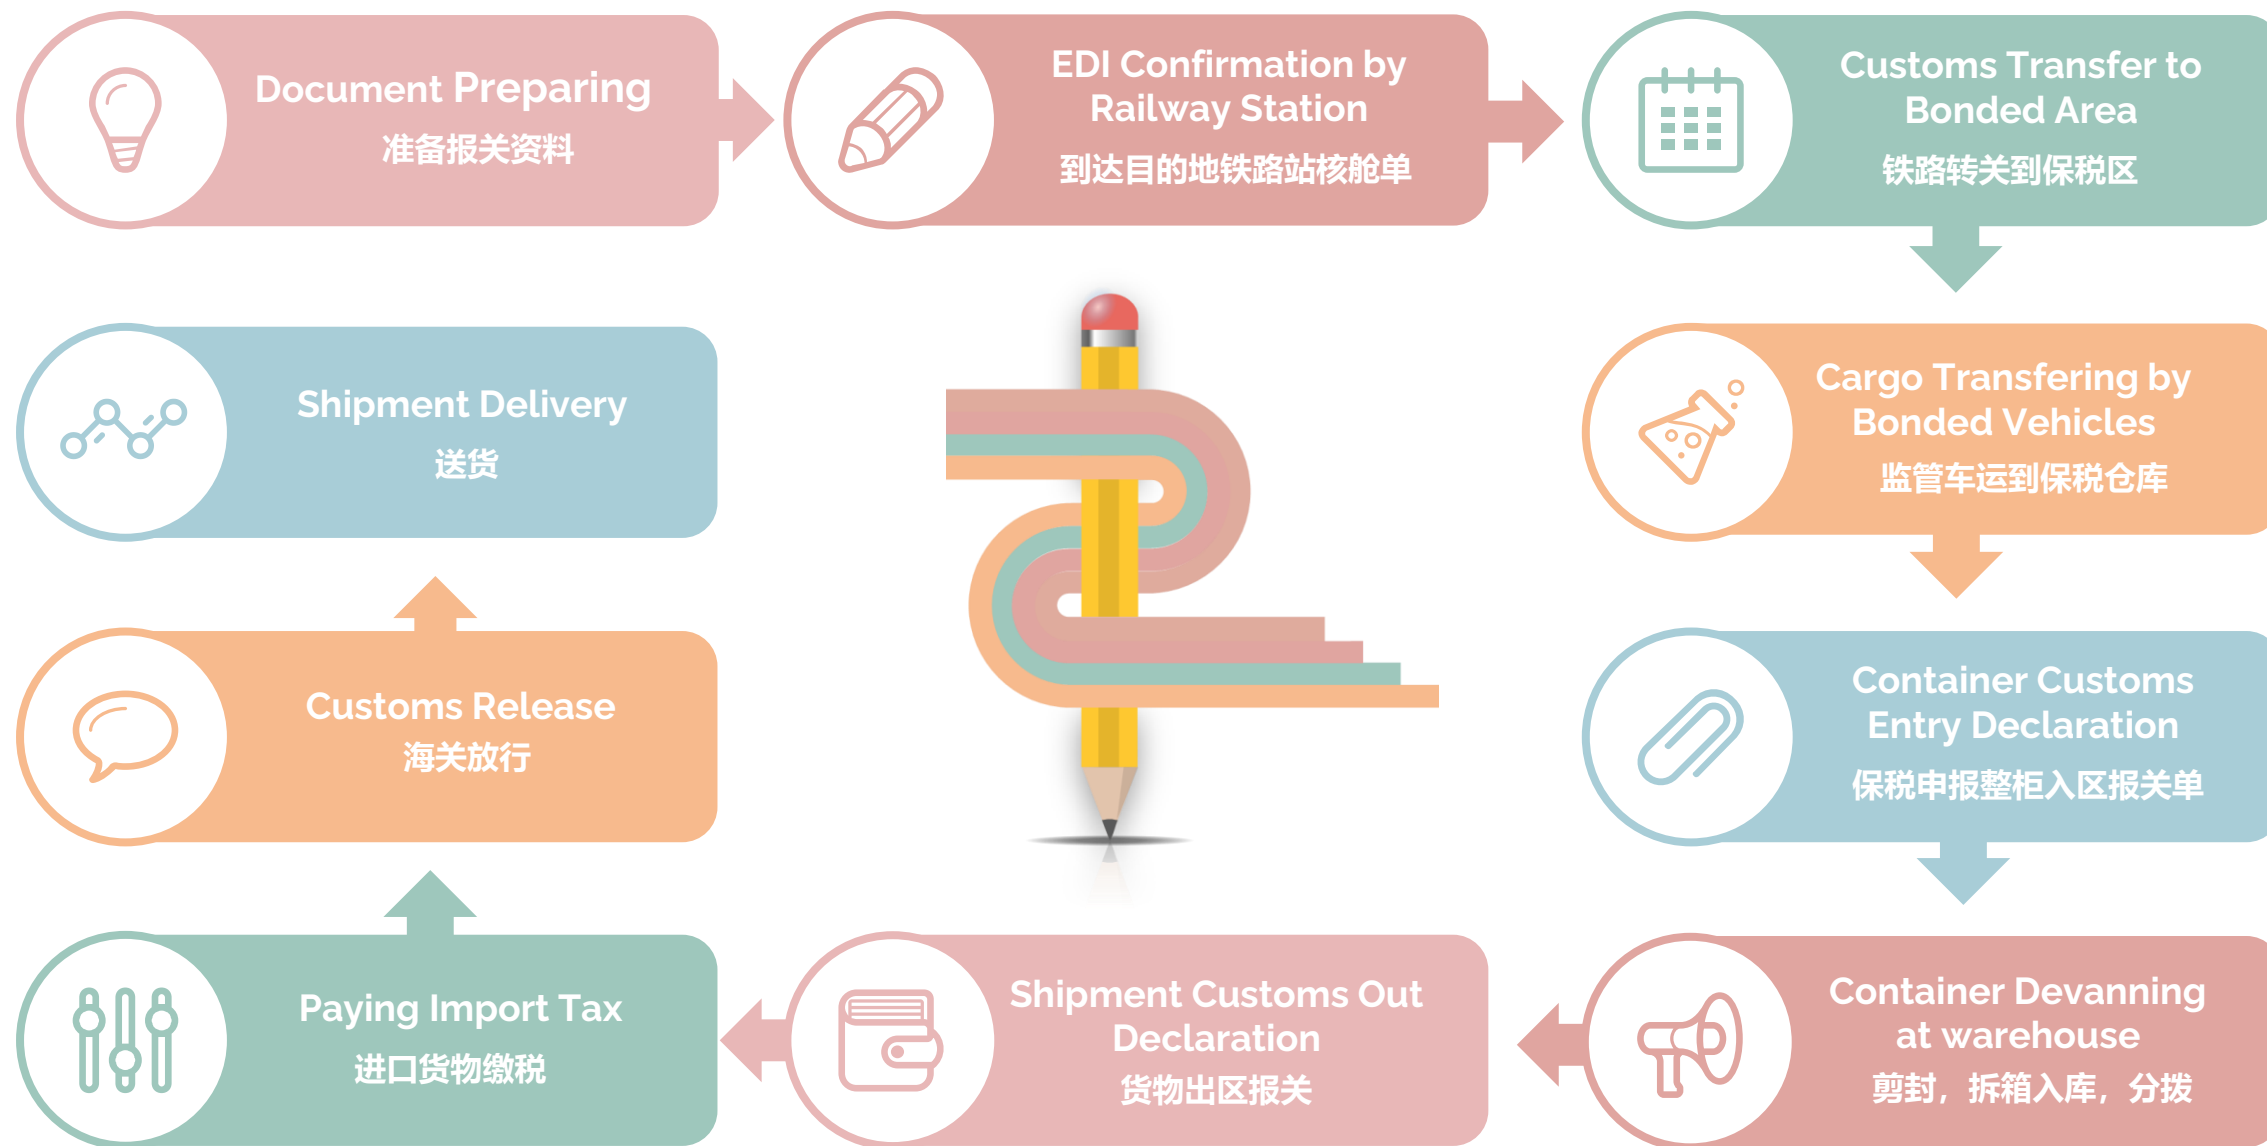 Document Preparing
准备报关资料
EDI Confirmation by
Railway Station
到达目的地铁路站核舱单
Customs Transfer to
Bonded Area
铁路转关到保税区
Cargo Transfering by
Bonded Vehicles
监管车运到保税仓库
Container Customs
Entry Declaration
保税申报整柜入区报关单
Container Devanning
at warehouse
剪封，拆箱入库，分拨
Shipment Customs Out
Declaration
货物出区报关
Paying Import Tax
进口货物缴税
Customs Release
海关放行
Shipment Delivery
送货